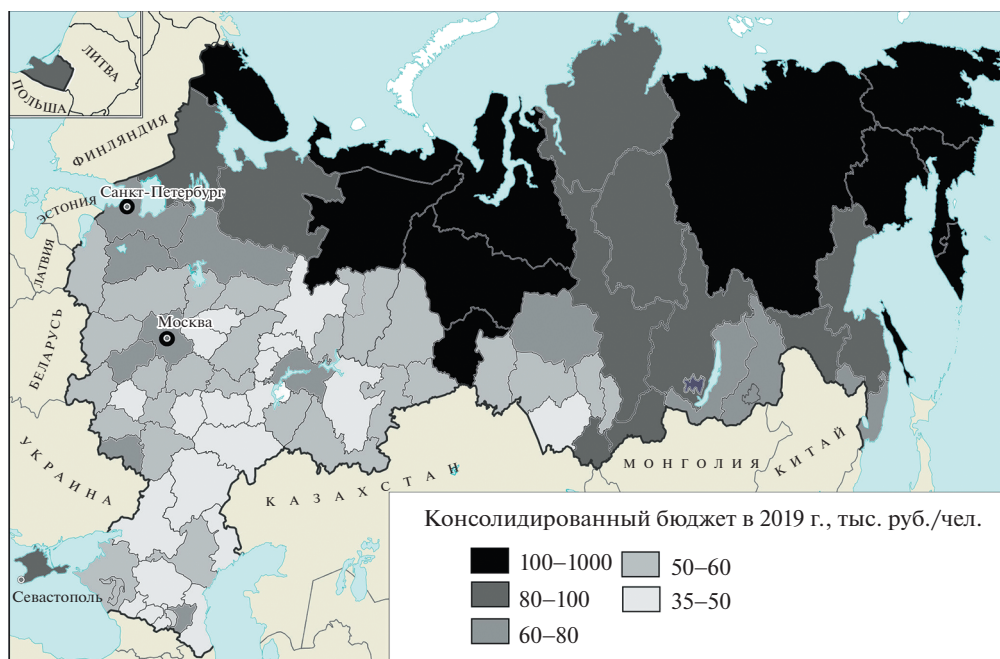 ЛИТВА
ПОЛЬША
ФИНЛЯНДИЯ
Санкт-Петербург
ЭСТОНИЯ
ЛАТВИЯ
Москва
БЕЛАРУСЬ
УКРАИНА
КАЗАХСТАН
МОНГОЛИЯ
КИТАЙ
Севастополь
Консолидированный бюджет в 2019 г., тыс. руб./чел.
100–1000
80–100
60–80
50–60
35–50